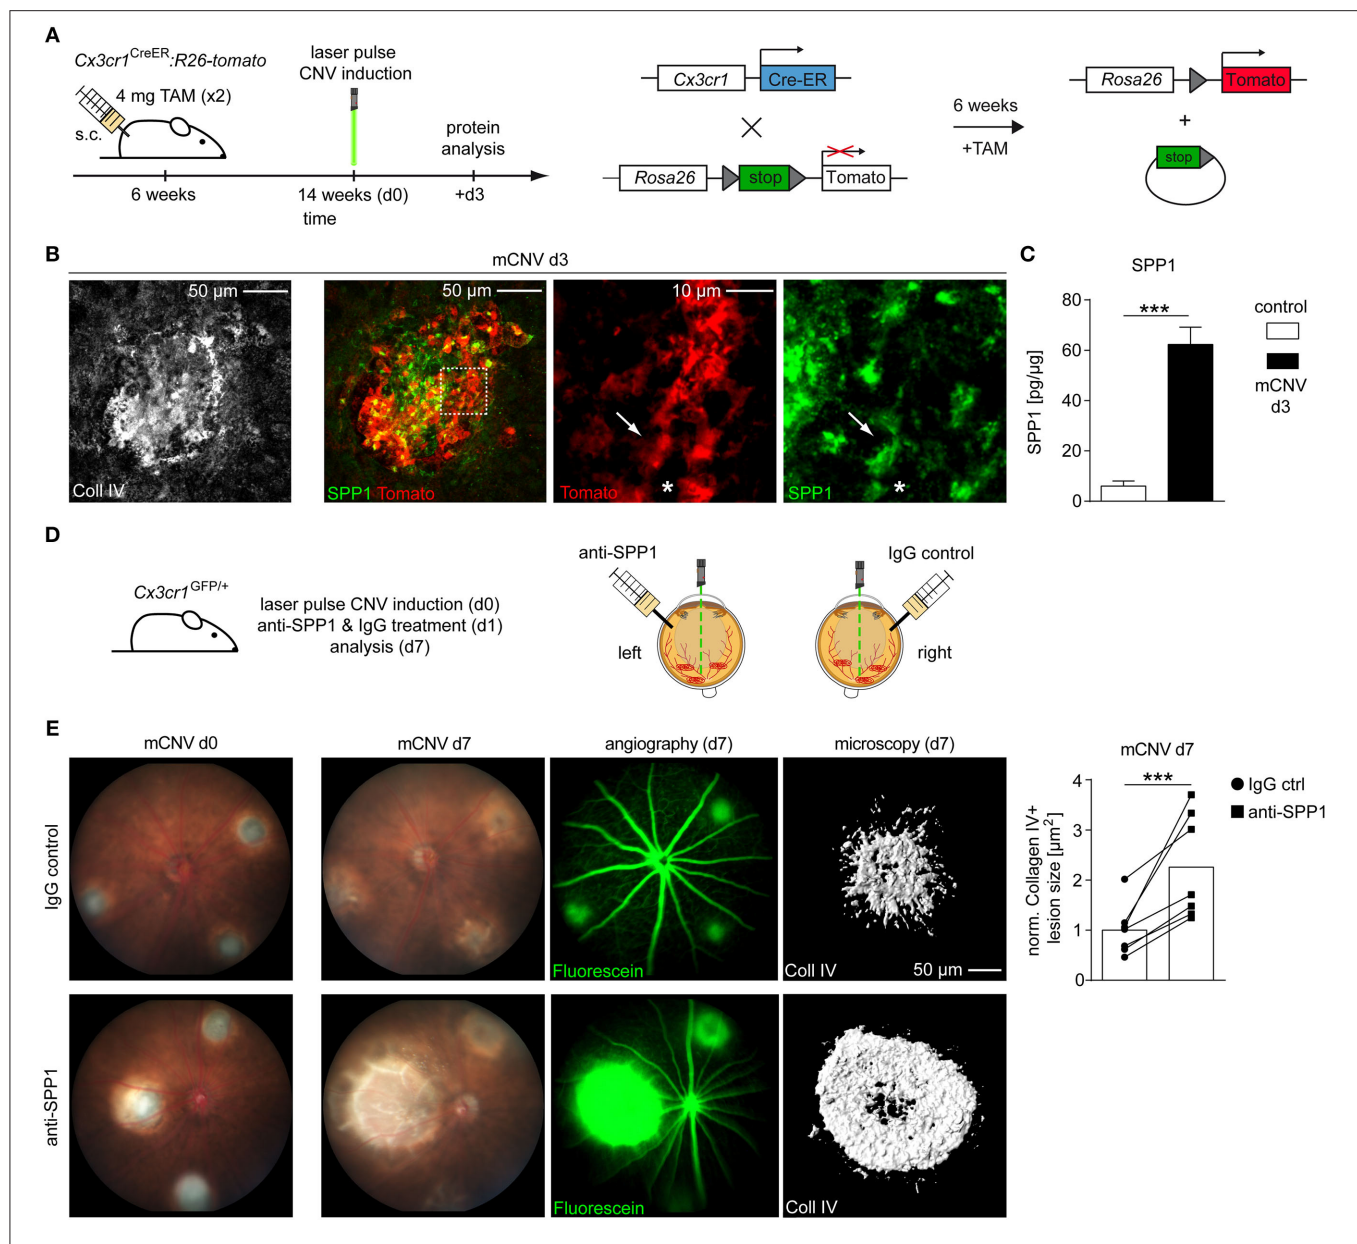 A
Cx3cr1CreER:R26-tomato
4 mg TAM (x2)
s.c.
laser pulse
CNV induction
protein
analysis
6 weeks
14 weeks (d0)
+d3
time
Cx3cr1
Cre-ER
Rosa26
stop
Tomato
6 weeks
+TAM
Rosa26
Tomato
+
stop
B
mCNV d3
50 µm
Coll IV
50 µm
SPP1 Tomato
10 µm
*
Tomato
*
SPP1
C
SPP1
***
SPP1 [pg/µg]
80
60
40
20
0
control
mCNV
d3
D
Cx3cr1GFP/+
laser pulse CNV induction (d0)
anti-SPP1 & IgG treatment (d1)
analysis (d7)
anti-SPP1
left
IgG control
right
E
mCNV d0
mCNV d7
angiography (d7)
microscopy (d7)
IgG control
Fluorescein
Coll IV
50 µm
anti-SPP1
Fluorescein
Coll IV
mCNV d7
***
norm. Collagen IV+
lesion size [µm²]
4
3
2
1
0
IgG ctrl
anti-SPP1